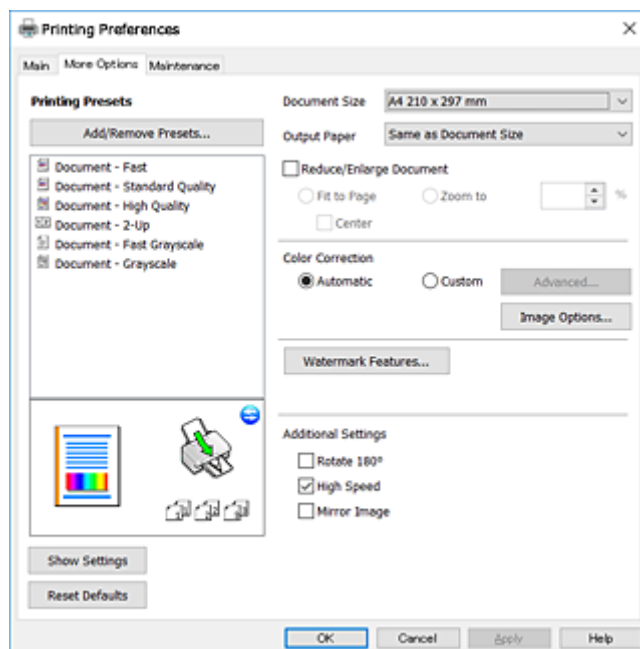 Printing Preferences
Main More Options Maintenance
Printing Presets
Add/Remove Presets...
Document - Fast
Document - Standard Quality
Document - High Quality
Document - 2-Up
Document - Fast Grayscale
Document - Grayscale
Show Settings
Reset Defaults
Document Size A4 210 x 297 mm
Output Paper Same as Document Size
Reduce/Enlarge Document
Fit to Page Zoom to %
Center
Color Correction
Automatic Custom Advanced...
Image Options...
Watermark Features...
Additional Settings
Rotate 180º
High Speed
Mirror Image
OK Cancel Apply Help